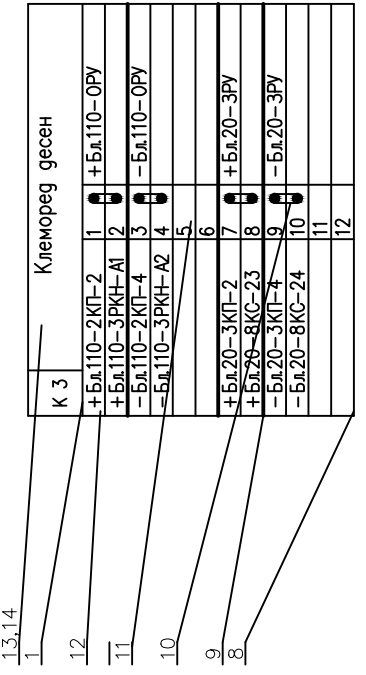 К 3 Клеморед десен
+Бл.110-2КП-2 1 +Бл.110-ОРУ
+Бл.110-3РКН-А1 2
-Бл.110-2КП-4 3 -Бл.110-ОРУ
-Бл.110-3РКН-А2 4
5
6
+Бл.20-3КП-2 7 +Бл.20-ЗРУ
+Бл.20-8КС-23 8
-Бл.20-3КП-4 9 -Бл.20-ЗРУ
-Бл.20-8КС-24 10
11
12
13,14
1
12
11
10
9
8